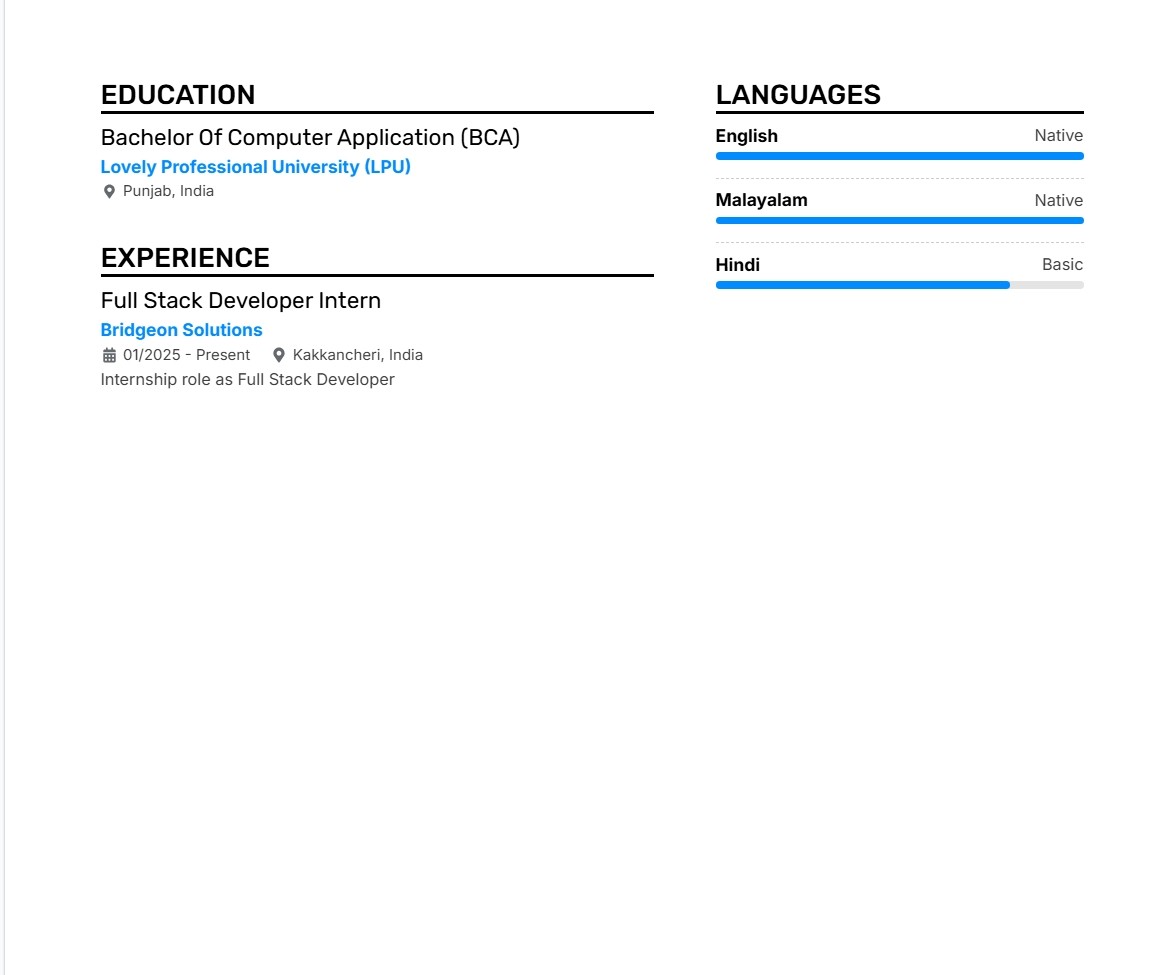 EDUCATION
Bachelor Of Computer Application (BCA)
Lovely Professional University (LPU)
Punjab, India
EXPERIENCE
Full Stack Developer Intern
Bridgeon Solutions
01/2025 - Present Kakkancheri, India
Internship role as Full Stack Developer
LANGUAGES
English Native
Malayalam Native
Hindi Basic